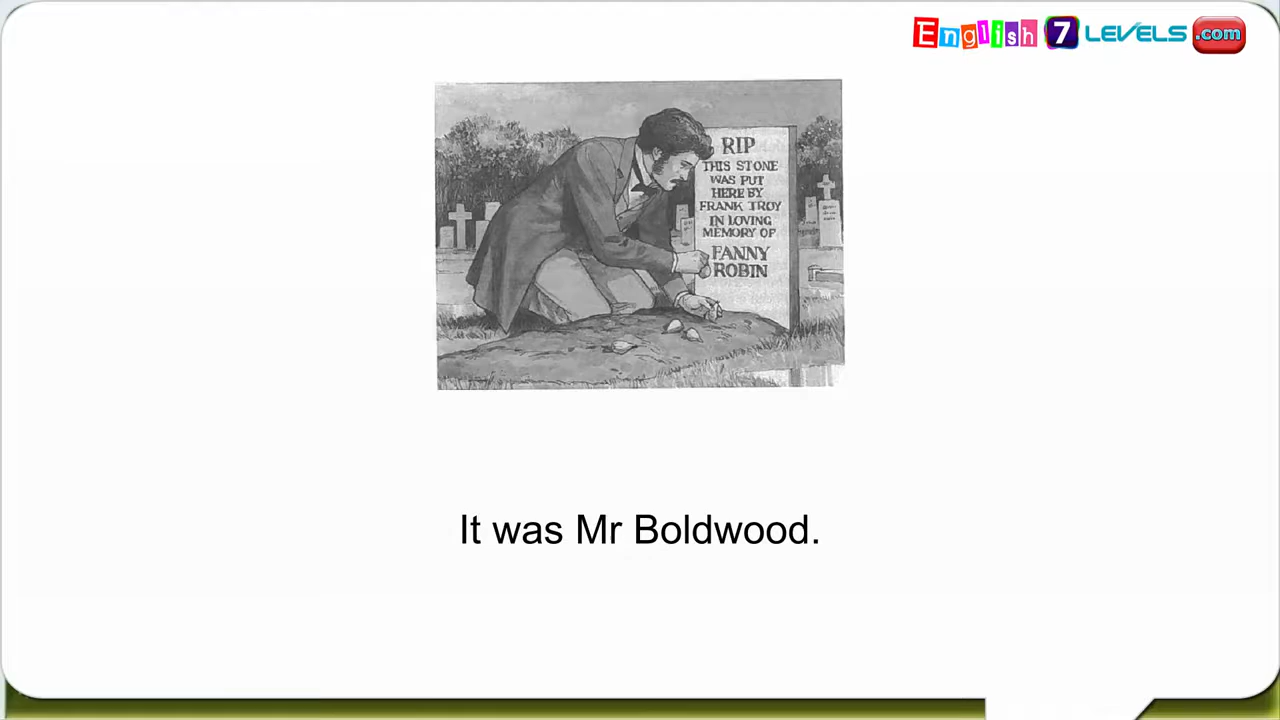 English 7 LEVELS .com
RIP
THIS STONE
WAS PUT
HERE BY
FRANK TROY
IN LOVING
MEMORY OF
FANNY
ROBIN
It was Mr Boldwood.